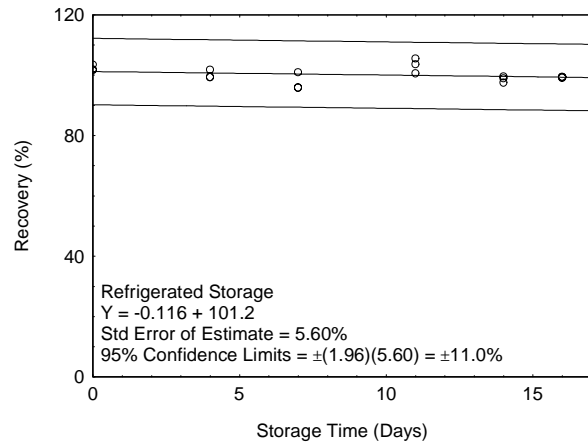 120
80
40
0
Recovery (%)
Refrigerated Storage
Y = -0.116 + 101.2
Std Error of Estimate = 5.60%
95% Confidence Limits = ±(1.96)(5.60) = ±11.0%
0 5 10 15
Storage Time (Days)